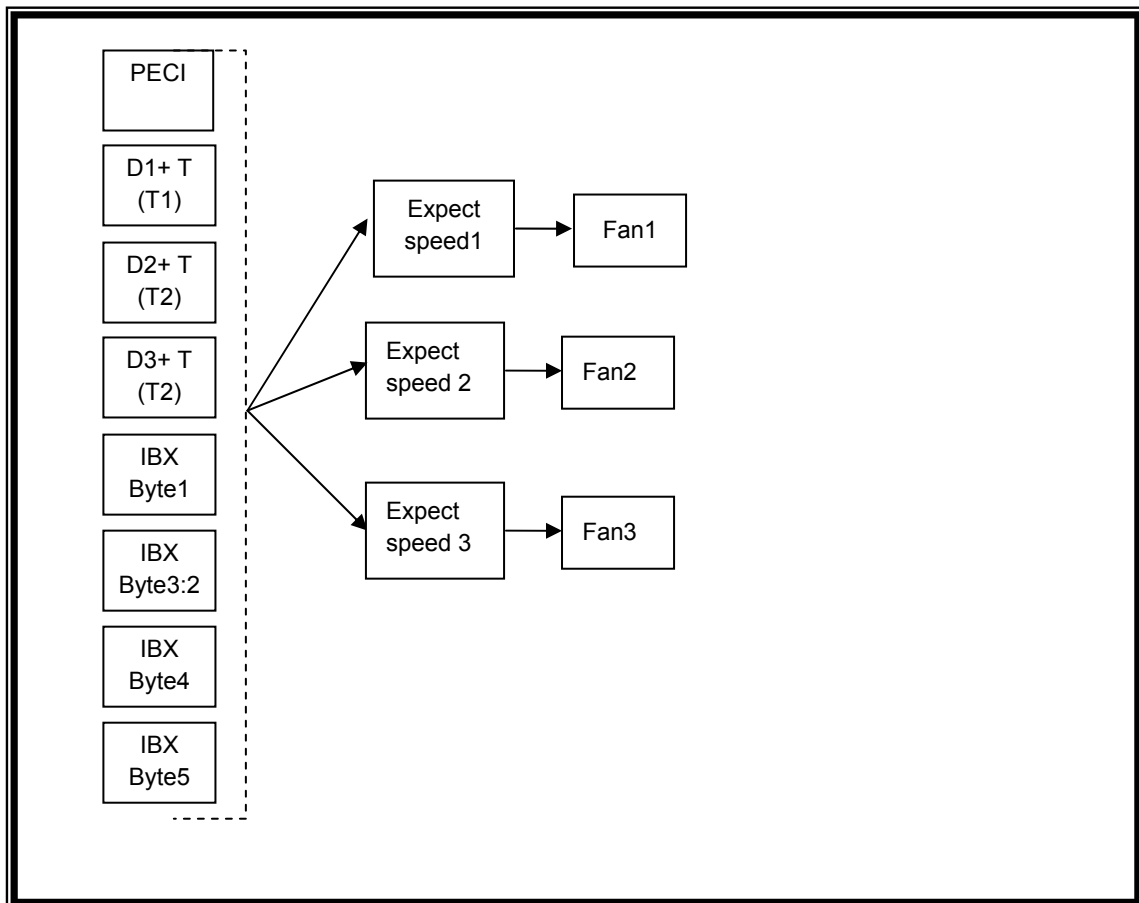 PECI
D1+ T
(T1)
D2+ T
(T2)
D3+ T
(T2)
IBX
Byte1
IBX
Byte3:2
IBX
Byte4
IBX
Byte5
Expect
speed1
Fan1
Expect
speed 2
Fan2
Expect
speed 3
Fan3